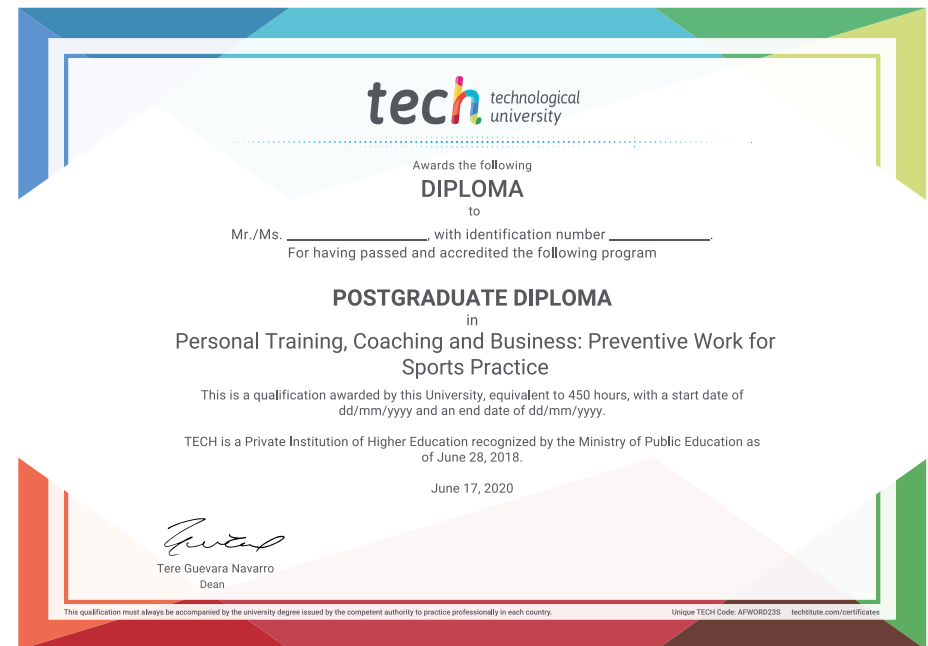 tech technological
university
Awards the following
DIPLOMA
to
Mr./Ms. ____________________, with identification number ______________.
For having passed and accredited the following program
POSTGRADUATE DIPLOMA
in
Personal Training, Coaching and Business: Preventive Work for
Sports Practice
This is a qualification awarded by this University, equivalent to 450 hours, with a start date of
dd/mm/yyyy and an end date of dd/mm/yyyy.
TECH is a Private Institution of Higher Education recognized by the Ministry of Public Education as
of June 28, 2018.
June 17, 2020
Tere Guevara Navarro
Dean
This qualification must always be accompanied by the university degree issued by the competent authority to practice professionally in each country.
Unique TECH Code: AFWORD23S techtitute.com/certificates